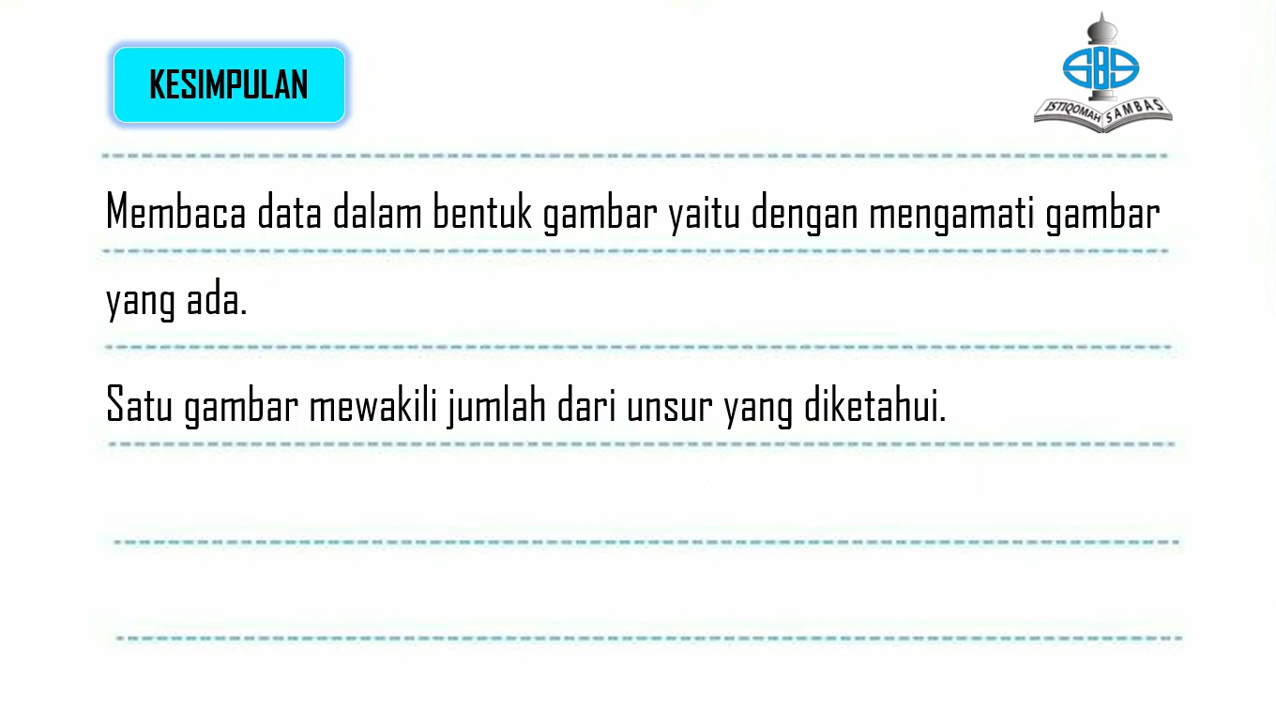 KESIMPULAN
SBS
ISTIQOMAH SAMBAS
Membaca data dalam bentuk gambar yaitu dengan mengamati gambar
yang ada.
Satu gambar mewakili jumlah dari unsur yang diketahui.